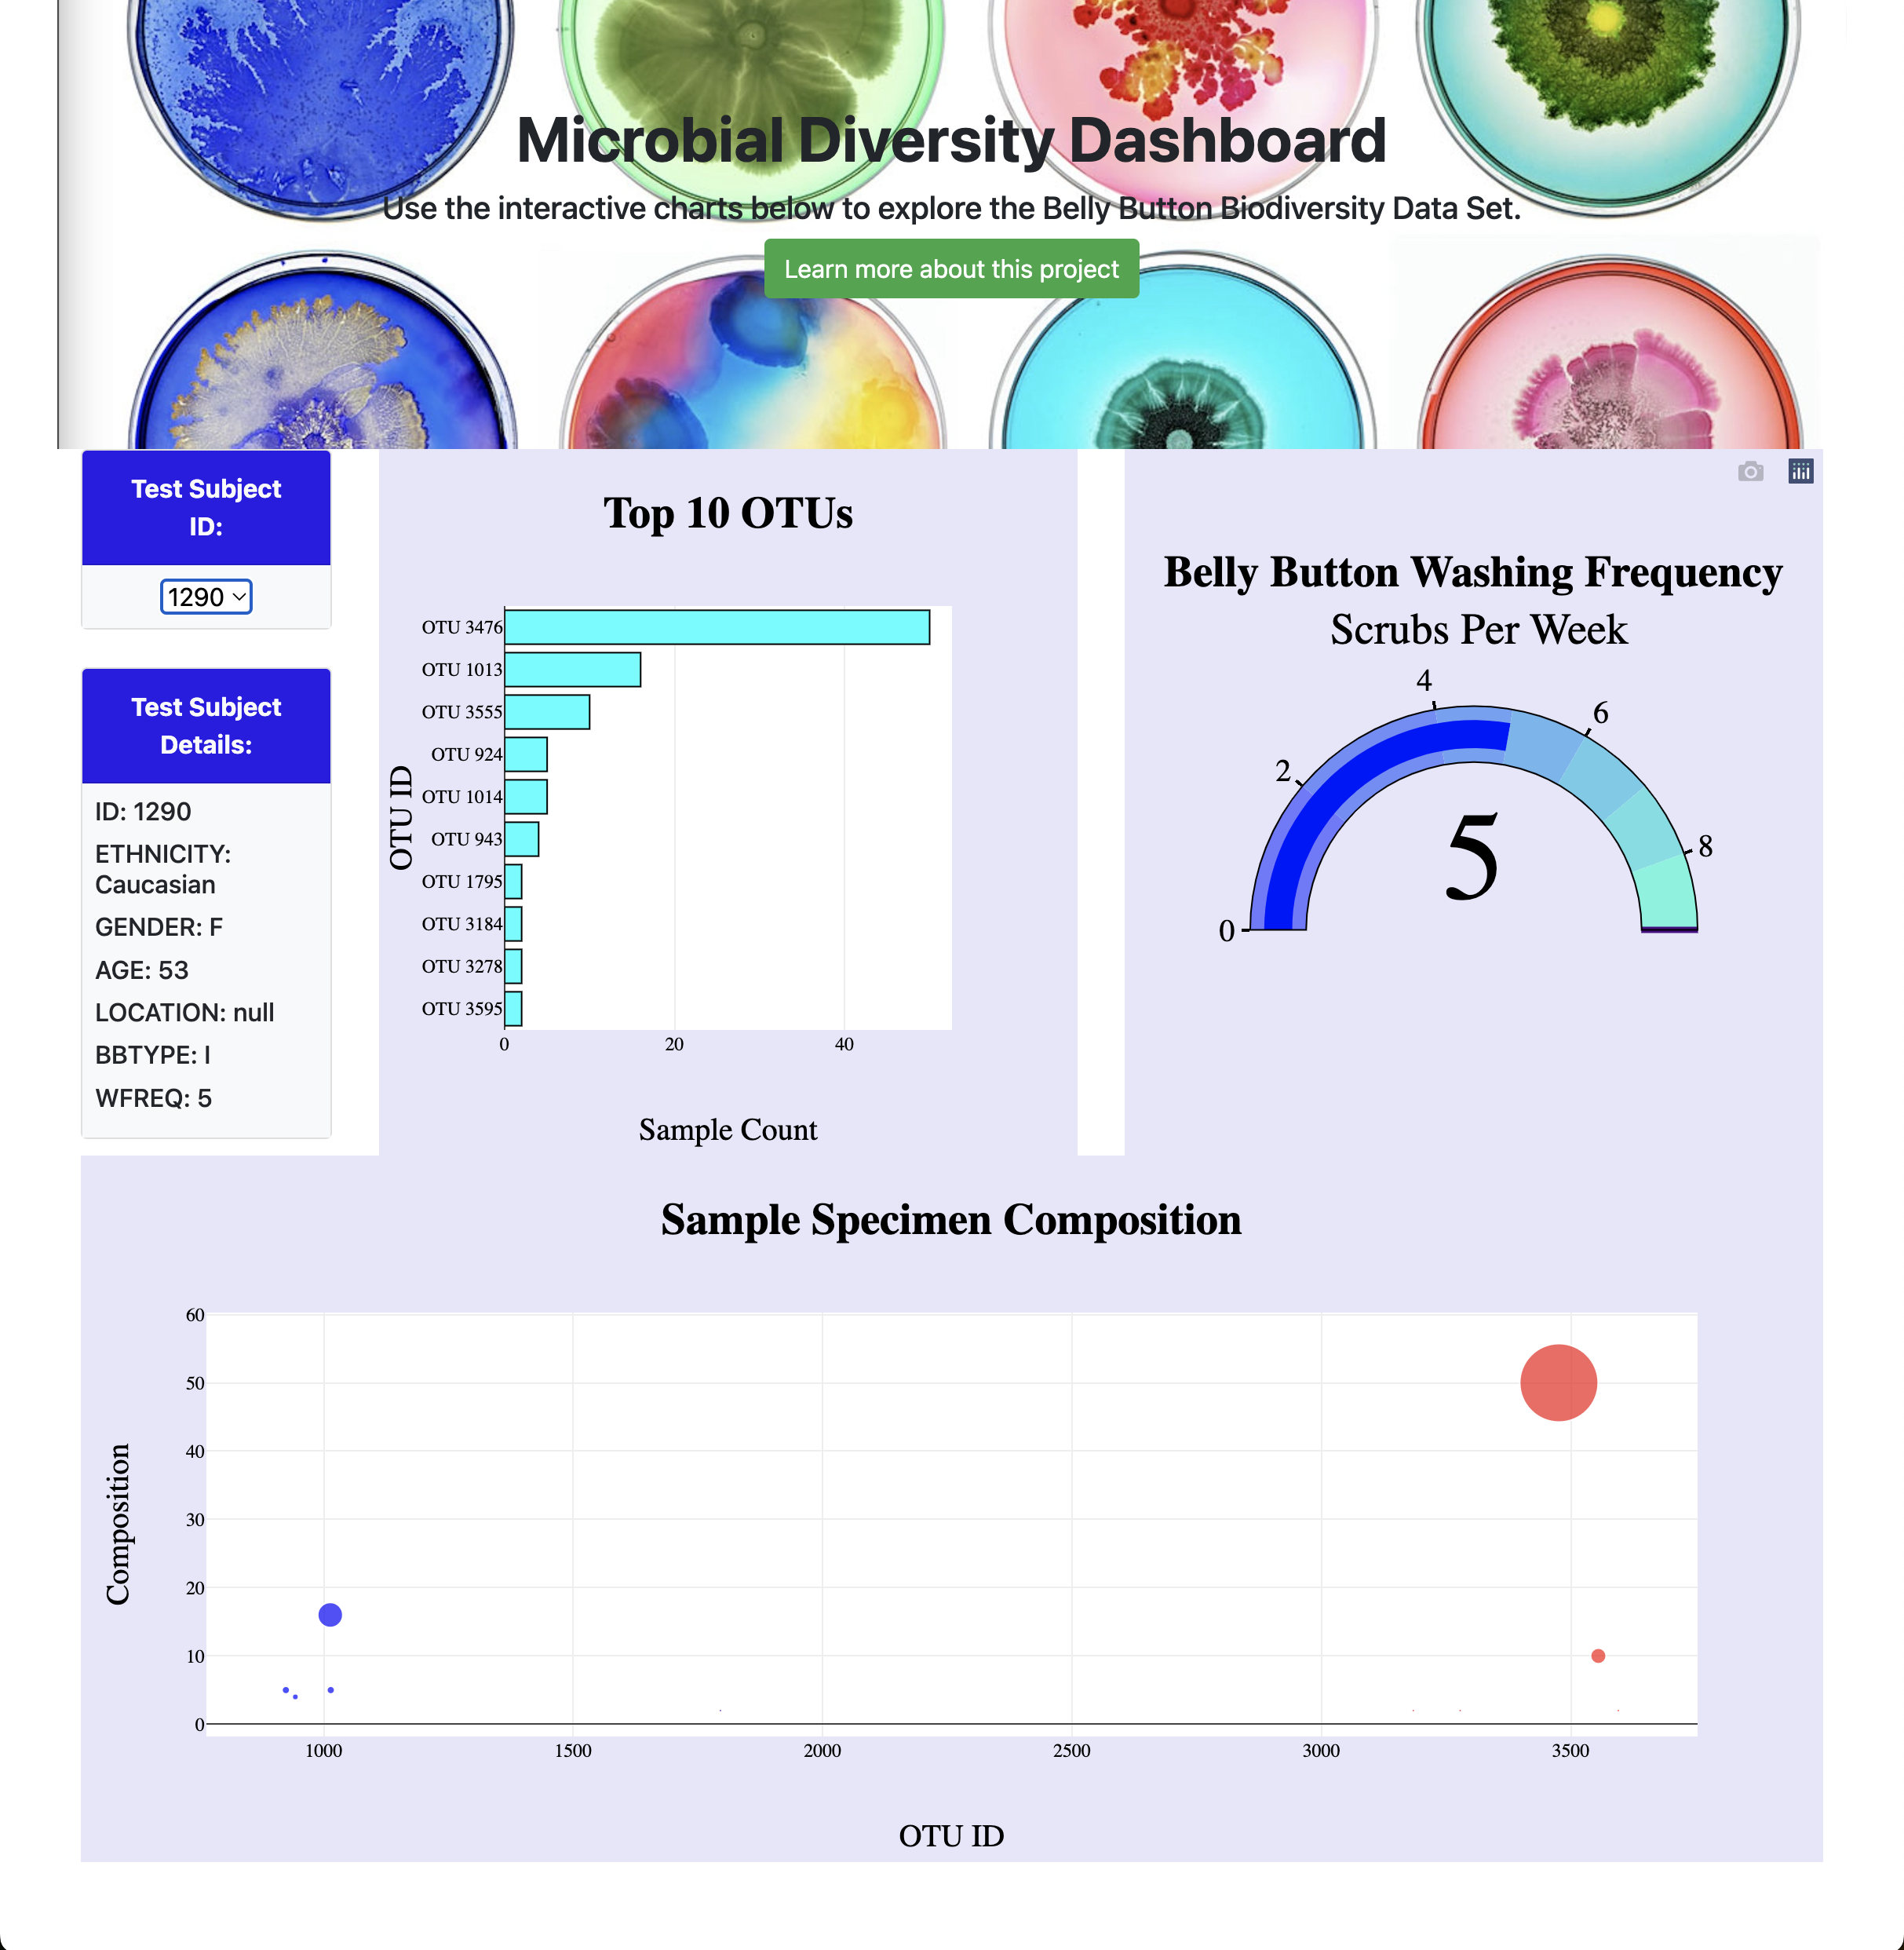 Microbial Diversity Dashboard
Use the interactive charts below to explore the Belly Button Biodiversity Data Set.
Learn more about this project
Test Subject
ID:
1290
Test Subject
Details:
ID: 1290
ETHNICITY:
Caucasian
GENDER: F
AGE: 53
LOCATION: null
BBTYPE: I
WFREQ: 5
Top 10 OTUs
OTU ID
OTU 3476
OTU 1013
OTU 3555
OTU 924
OTU 1014
OTU 943
OTU 1795
OTU 3184
OTU 3278
OTU 3595
0 20 40
Sample Count
Belly Button Washing Frequency
Scrubs Per Week
0
2
4
6
8
5
Sample Specimen Composition
Composition
60
50
40
30
20
10
0
1000 1500 2000 2500 3000 3500
OTU ID